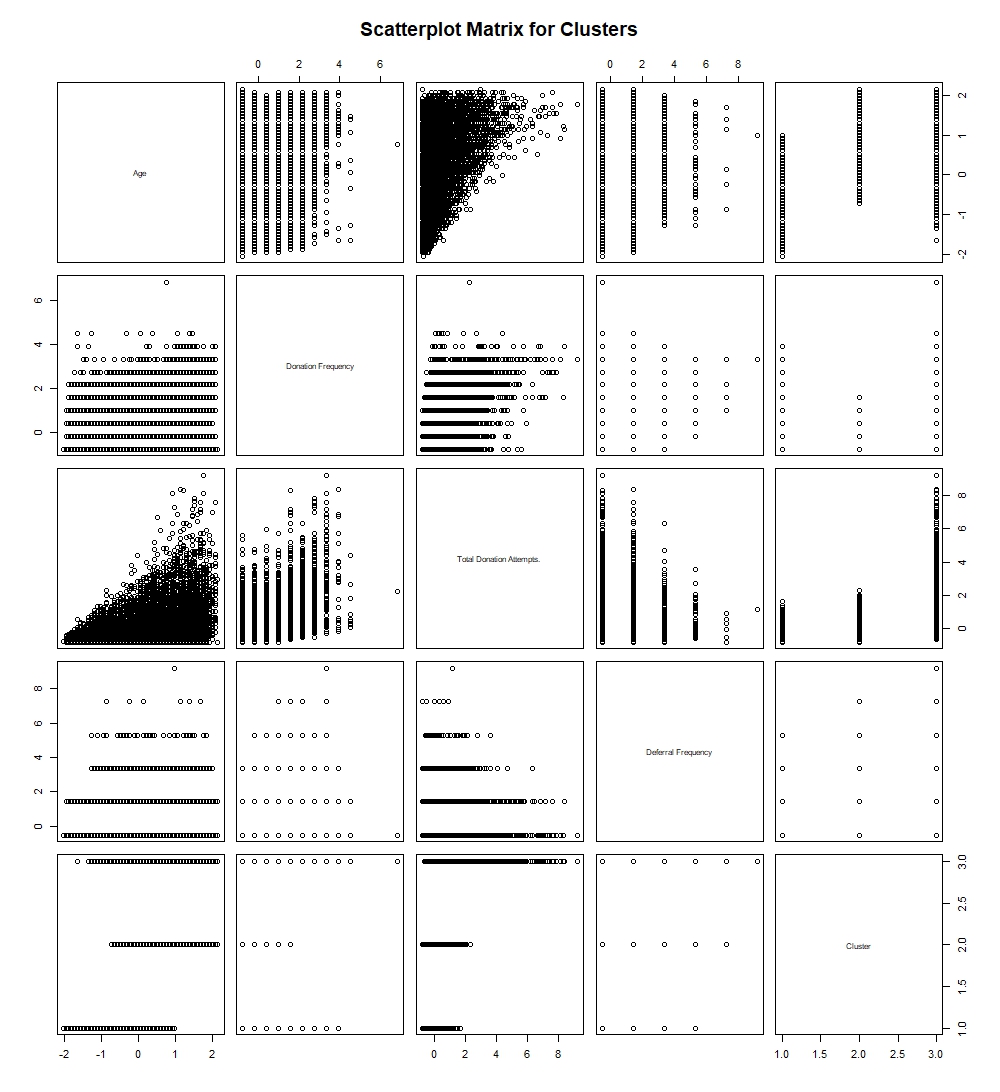 Scatterplot Matrix for Clusters
0 2 4 6 0 2 4 6 8
Age
2 1 0 -1 -2
6 4 2 0
Donation Frequency
Total Donation Attempts.
8 6 4 2 0
8 6 4 2 0
Deferral Frequency
Cluster
3.0 2.5 2.0 1.5 1.0
-2 -1 0 1 2 0 2 4 6 8 1.0 1.5 2.0 2.5 3.0